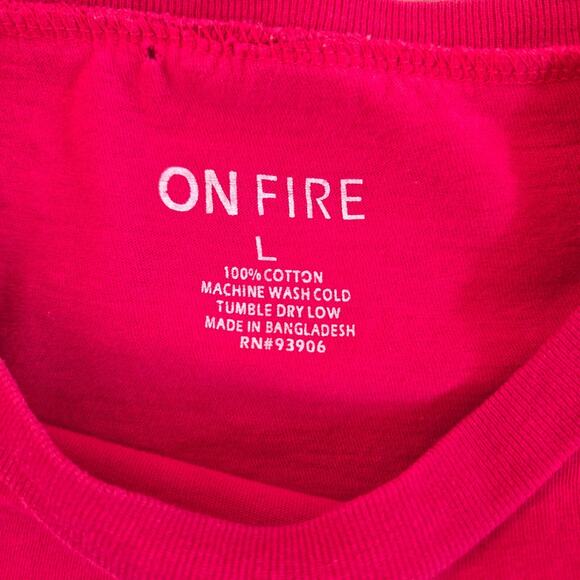 ON FIRE
L
100% COTTON
MACHINE WASH COLD
TUMBLE DRY LOW
MADE IN BANGLADESH
RN#93906